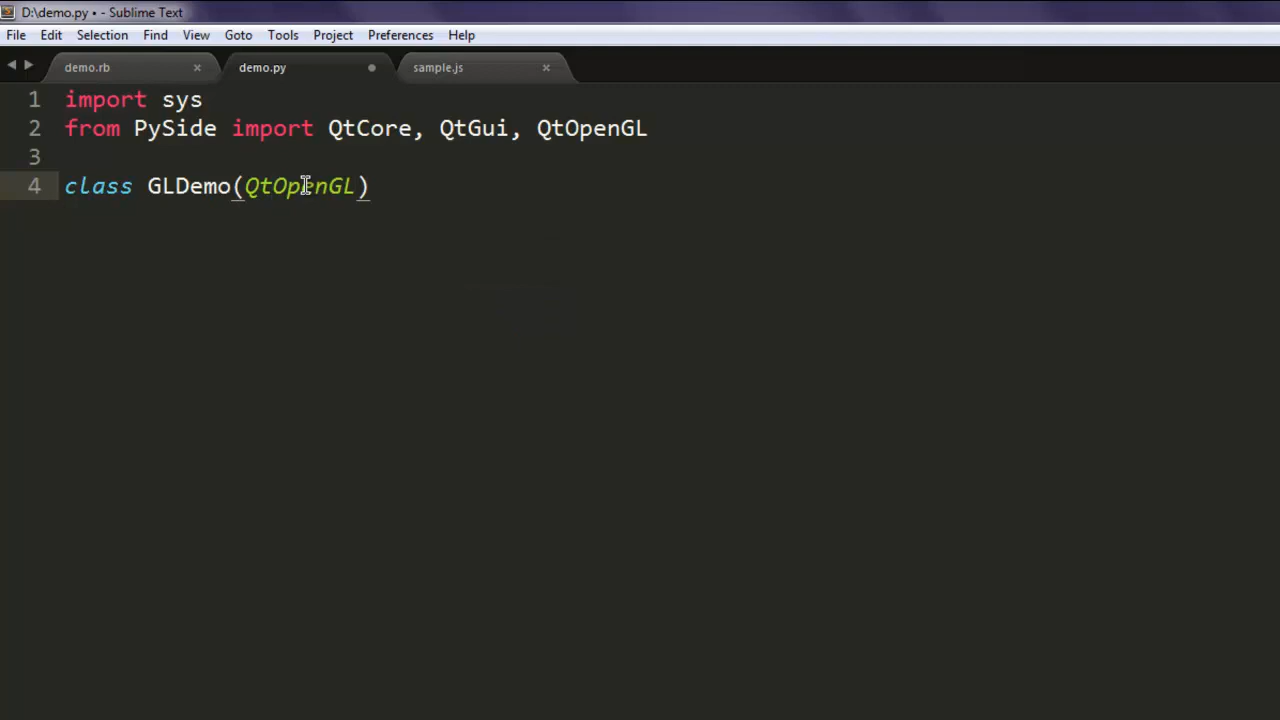 D:\demo.py • - Sublime Text
File Edit Selection Find View Goto Tools Project Preferences Help
demo.rb demo.py sample.js
1 import sys
2 from PySide import QtCore, QtGui, QtOpenGL
3
4 class GLDemo(QtOpenGL)